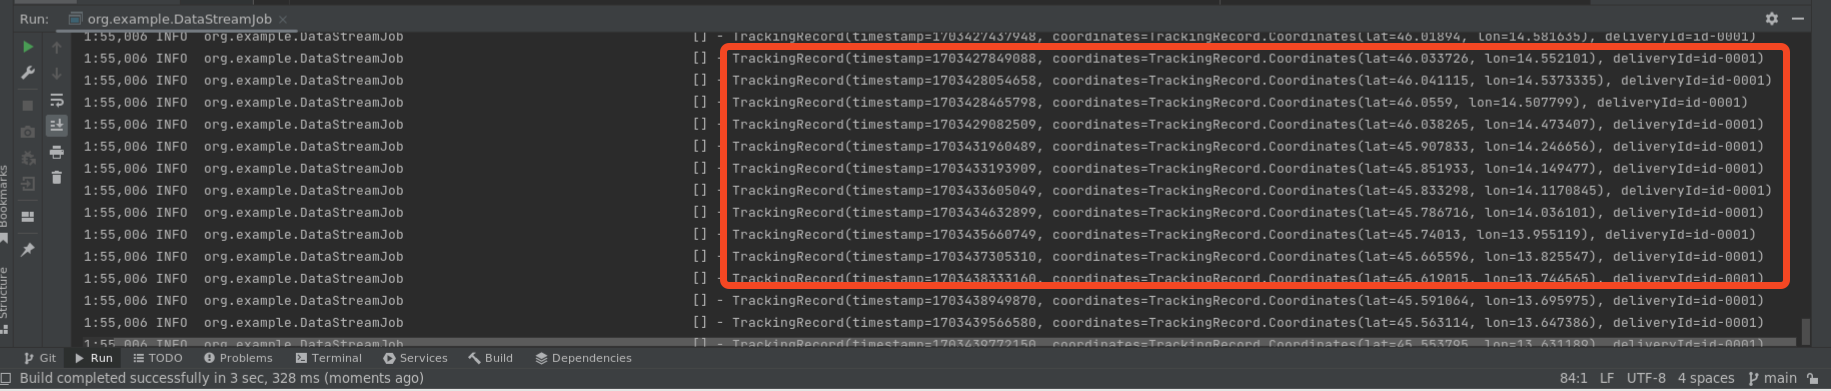 Run: org.example.DataStreamJob ×
1:55,006 INFO org.example.DataStreamJob [] - TrackingRecord(timestamp=1703427437948, coordinates=TrackingRecord.Coordinates(lat=46.01894, lon=14.581635), deliveryId=id-0001)
1:55,006 INFO org.example.DataStreamJob [] - TrackingRecord(timestamp=1703427849088, coordinates=TrackingRecord.Coordinates(lat=46.033726, lon=14.552101), deliveryId=id-0001)
1:55,006 INFO org.example.DataStreamJob [] - TrackingRecord(timestamp=1703428054658, coordinates=TrackingRecord.Coordinates(lat=46.041115, lon=14.5373335), deliveryId=id-0001)
1:55,006 INFO org.example.DataStreamJob [] - TrackingRecord(timestamp=1703428465798, coordinates=TrackingRecord.Coordinates(lat=46.0559, lon=14.507799), deliveryId=id-0001)
1:55,006 INFO org.example.DataStreamJob [] - TrackingRecord(timestamp=1703429082509, coordinates=TrackingRecord.Coordinates(lat=46.038265, lon=14.473407), deliveryId=id-0001)
1:55,006 INFO org.example.DataStreamJob [] - TrackingRecord(timestamp=1703431960489, coordinates=TrackingRecord.Coordinates(lat=45.907833, lon=14.246656), deliveryId=id-0001)
1:55,006 INFO org.example.DataStreamJob [] - TrackingRecord(timestamp=1703433193909, coordinates=TrackingRecord.Coordinates(lat=45.851933, lon=14.149477), deliveryId=id-0001)
1:55,006 INFO org.example.DataStreamJob [] - TrackingRecord(timestamp=1703433605049, coordinates=TrackingRecord.Coordinates(lat=45.833298, lon=14.1170845), deliveryId=id-0001)
1:55,006 INFO org.example.DataStreamJob [] - TrackingRecord(timestamp=1703434632899, coordinates=TrackingRecord.Coordinates(lat=45.786716, lon=14.036101), deliveryId=id-0001)
1:55,006 INFO org.example.DataStreamJob [] - TrackingRecord(timestamp=1703435660749, coordinates=TrackingRecord.Coordinates(lat=45.74013, lon=13.955119), deliveryId=id-0001)
1:55,006 INFO org.example.DataStreamJob [] - TrackingRecord(timestamp=1703437305310, coordinates=TrackingRecord.Coordinates(lat=45.665596, lon=13.825547), deliveryId=id-0001)
1:55,006 INFO org.example.DataStreamJob [] - TrackingRecord(timestamp=1703438333160, coordinates=TrackingRecord.Coordinates(lat=45.619015, lon=13.744565), deliveryId=id-0001)
1:55,006 INFO org.example.DataStreamJob [] - TrackingRecord(timestamp=1703438949870, coordinates=TrackingRecord.Coordinates(lat=45.591064, lon=13.695975), deliveryId=id-0001)
1:55,006 INFO org.example.DataStreamJob [] - TrackingRecord(timestamp=1703439566580, coordinates=TrackingRecord.Coordinates(lat=45.563114, lon=13.647386), deliveryId=id-0001)
1:55,006 INFO org.example.DataStreamJob [] - TrackingRecord(timestamp=1703439772150, coordinates=TrackingRecord.Coordinates(lat=45.553795, lon=13.631189), deliveryId=id-0001)
Bookmarks
Structure
Git Run TODO Problems Terminal Services Build Dependencies
Build completed successfully in 3 sec, 328 ms (moments ago) 84:1 LF UTF-8 4 spaces main